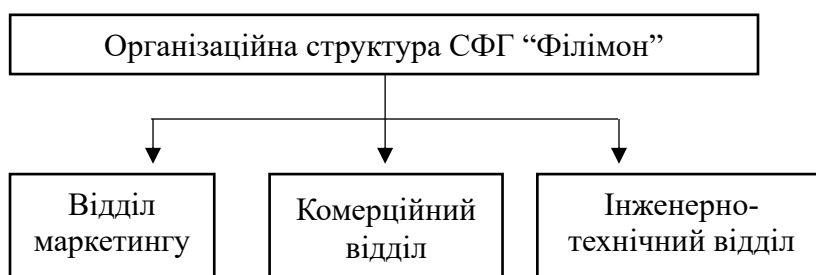 Організаційна структура СФГ “Філімон”
Відділ
маркетингу
Комерційний
відділ
Інженерно-
технічний відділ